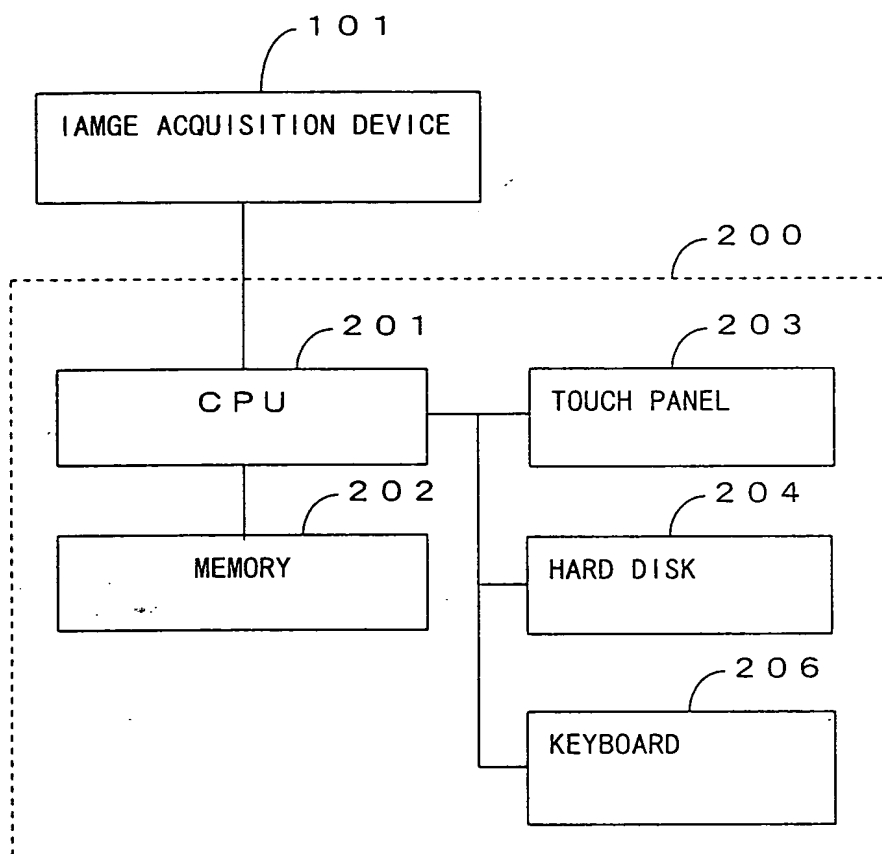 101
IAMGE ACQUISITION DEVICE
200
201
203
CPU
TOUCH PANEL
202
204
MEMORY
HARD DISK
206
KEYBOARD